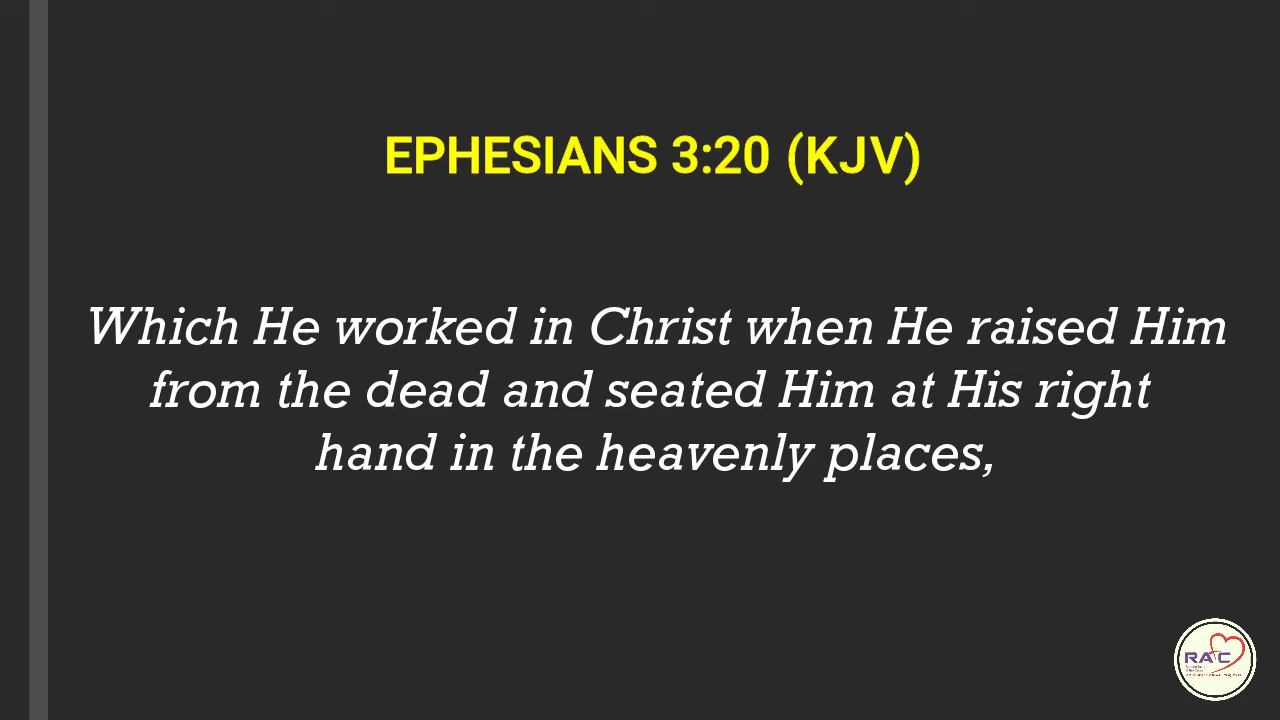 EPHESIANS 3:20 (KJV)
Which He worked in Christ when He raised Him
from the dead and seated Him at His right
hand in the heavenly places,
RAFC